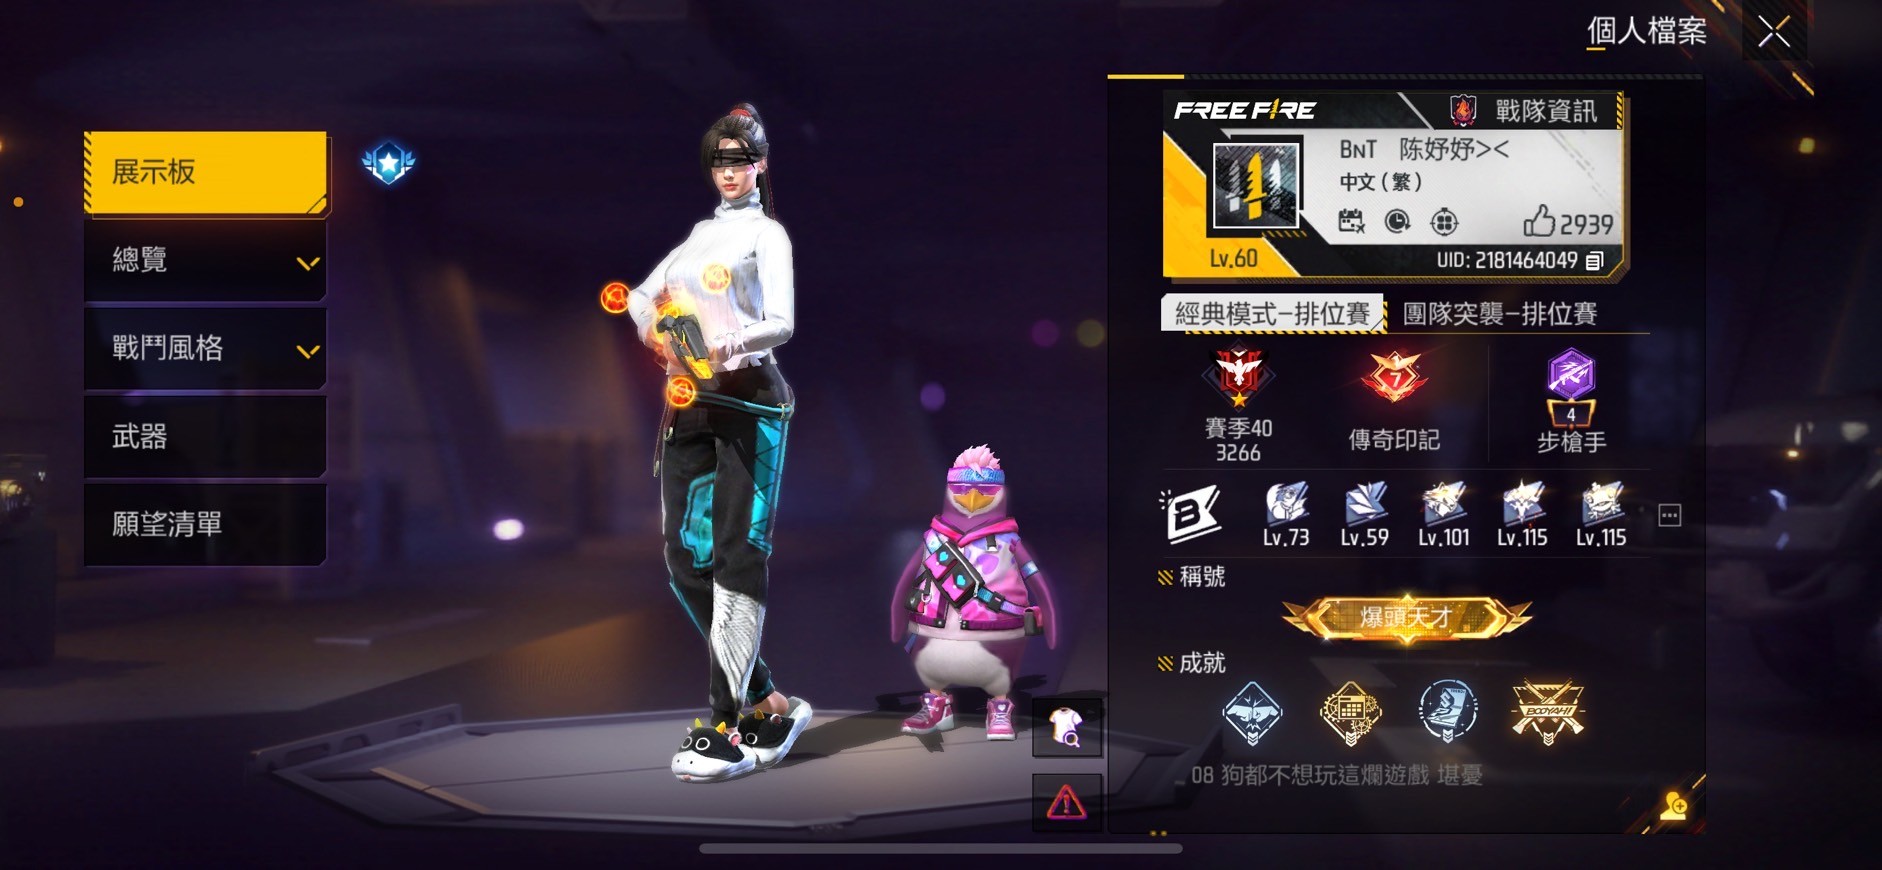 個人檔案
展示板
總覽
戰鬥風格
武器
願望清單
FREE FIRE
戰隊資訊
BNT 陈妤妤><
中文(繁)
2939
Lv.60
UID: 2181464049
經典模式-排位賽
團隊突襲-排位賽
7
4
賽季40
3266
傳奇印記
步槍手
B
Lv.73
Lv.59
Lv.101
Lv.115
Lv.115
稱號
爆頭天才
成就
BOOYAH!
08 狗都不想玩這爛遊戲 堪憂